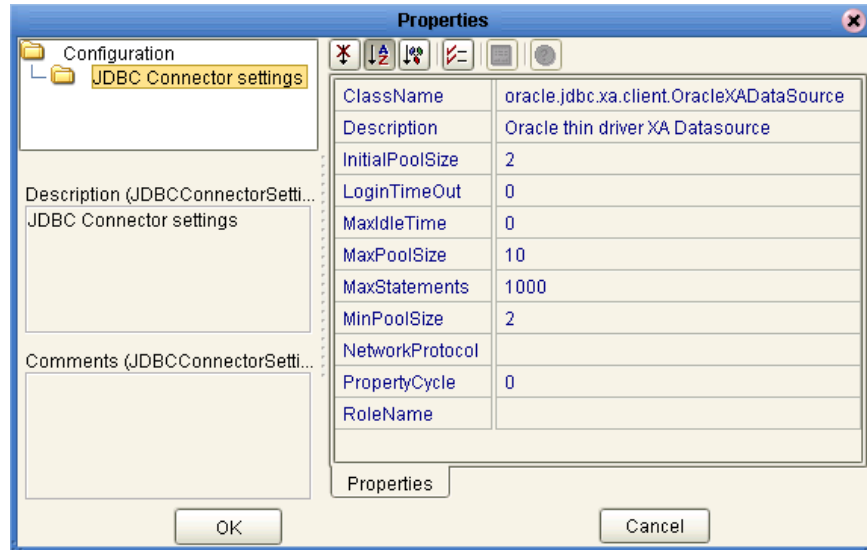 Properties
Configuration
JDBC Connector settings
Description (JDBCConnectorSetti...
JDBC Connector settings
Comments (JDBCConnectorSetti...
ClassName oracle.jdbc.xa.client.OracleXADataSource
Description Oracle thin driver XA Datasource
InitialPoolSize 2
LoginTimeOut 0
MaxIdleTime 0
MaxPoolSize 10
MaxStatements 1000
MinPoolSize 2
NetworkProtocol
PropertyCycle 0
RoleName
Properties
OK Cancel